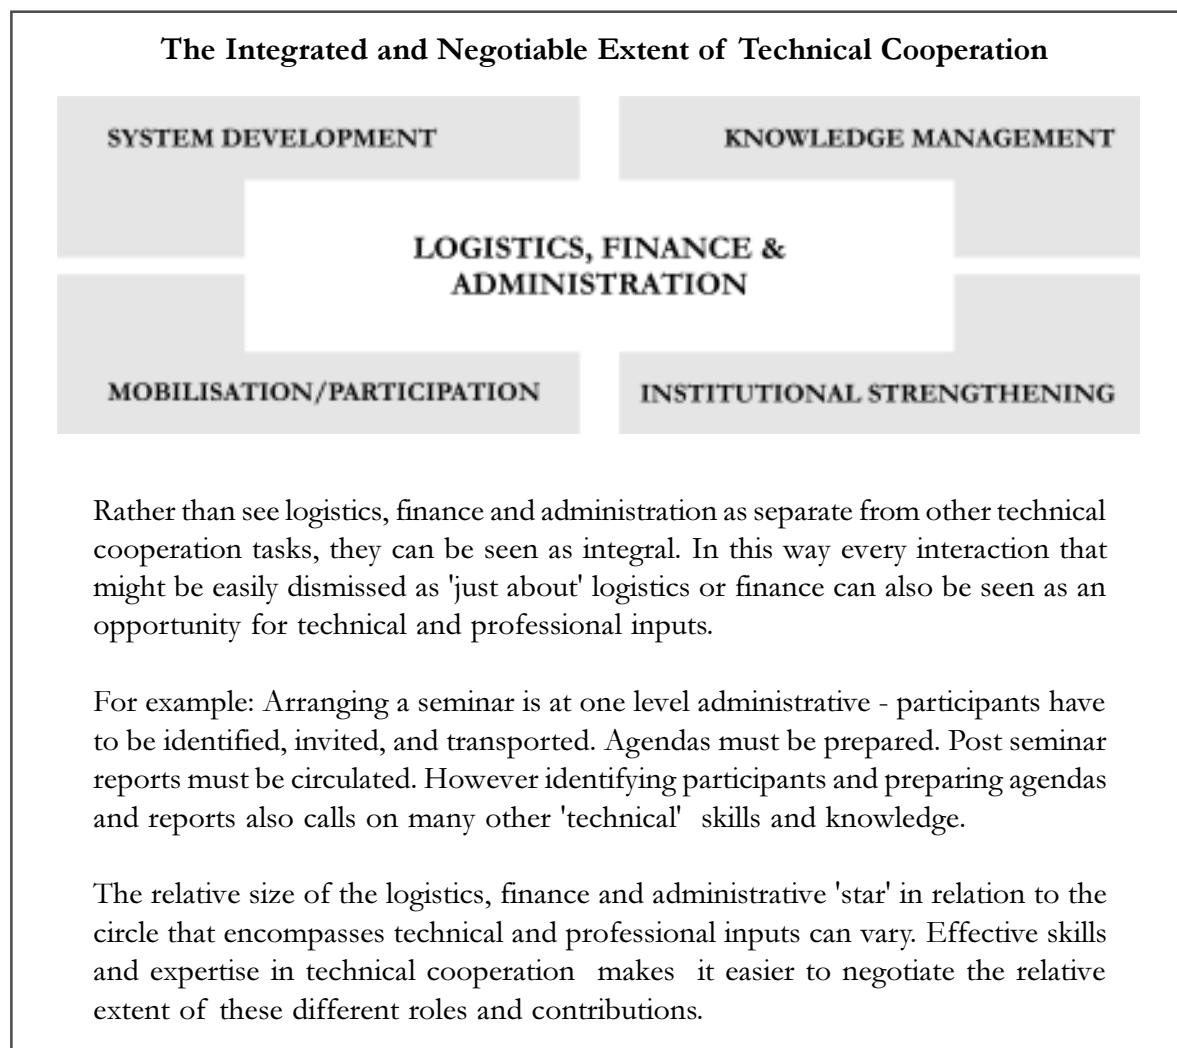 The Integrated and Negotiable Extent of Technical Cooperation
SYSTEM DEVELOPMENT
KNOWLEDGE MANAGEMENT
LOGISTICS, FINANCE &
ADMINISTRATION
MOBILISATION/PARTICIPATION
INSTITUTIONAL STRENGTHENING
Rather than see logistics, finance and administration as separate from other technical
cooperation tasks, they can be seen as integral. In this way every interaction that
might be easily dismissed as 'just about' logistics or finance can also be seen as an
opportunity for technical and professional inputs.
For example: Arranging a seminar is at one level administrative - participants have
to be identified, invited, and transported. Agendas must be prepared. Post seminar
reports must be circulated. However identifying participants and preparing agendas
and reports also calls on many other 'technical' skills and knowledge.
The relative size of the logistics, finance and administrative 'star' in relation to the
circle that encompasses technical and professional inputs can vary. Effective skills
and expertise in technical cooperation makes it easier to negotiate the relative
extent of these different roles and contributions.